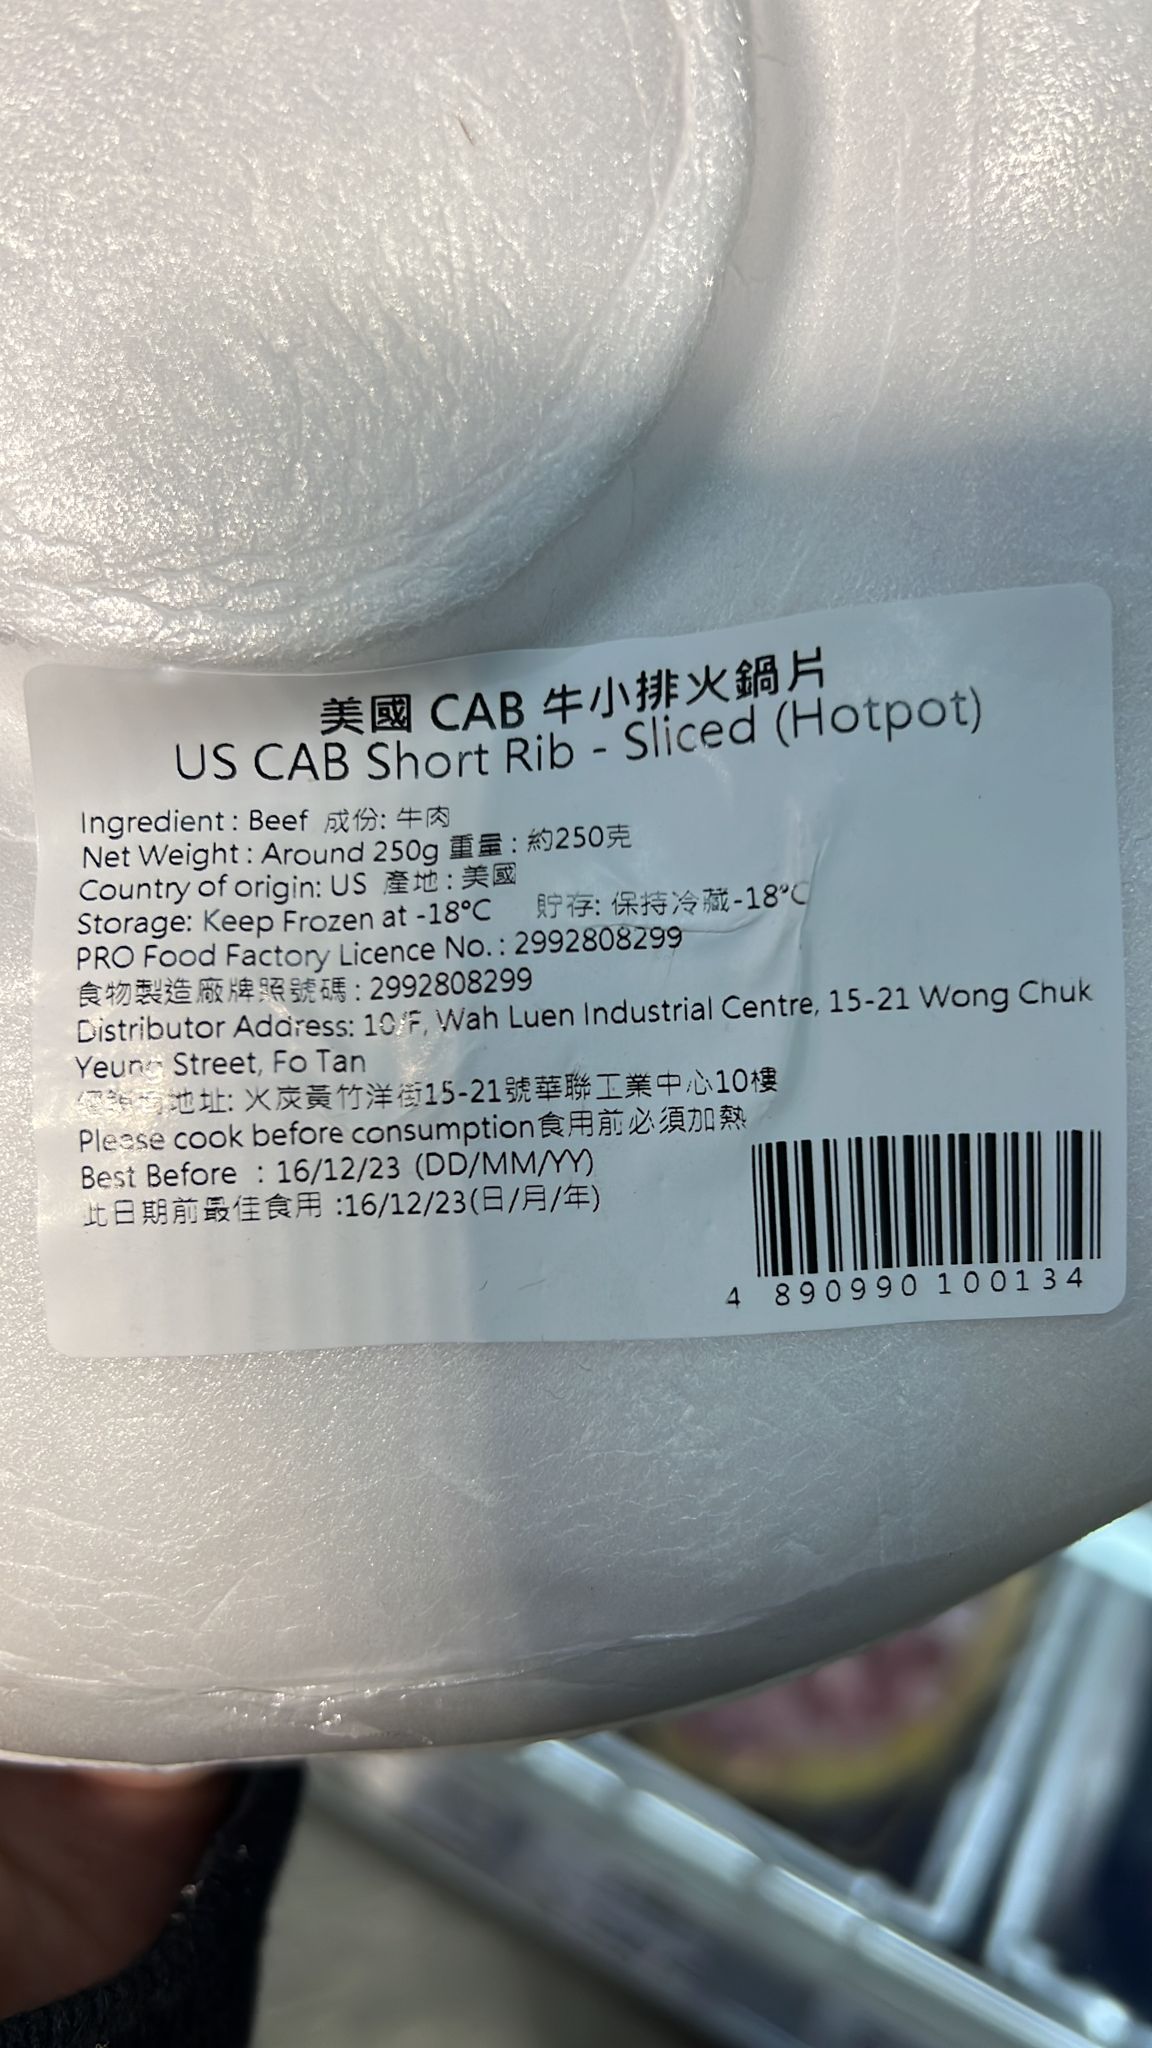 美國 CAB 牛小排火鍋片
US CAB Short Rib - Sliced (Hotpot)
Ingredient : Beef 成份: 牛肉
Net Weight : Around 250g 重量 : 約250克
Country of origin: US 產地 : 美國
Storage: Keep Frozen at -18°C 貯存: 保持冷藏-18°C
PRO Food Factory Licence No. : 2992808299
食物製造廠牌照號碼 : 2992808299
Distributor Address: 10/F, Wah Luen Industrial Centre, 15-21 Wong Chuk
Yeung Street, Fo Tan
地址: 火炭黃竹洋街15-21號華聯工業中心10樓
Please cook before consumption食用前必須加熱
Best Before : 16/12/23 (DD/MM/YY)
此日期前最佳食用 :16/12/23(日/月/年)
4 890990 100134